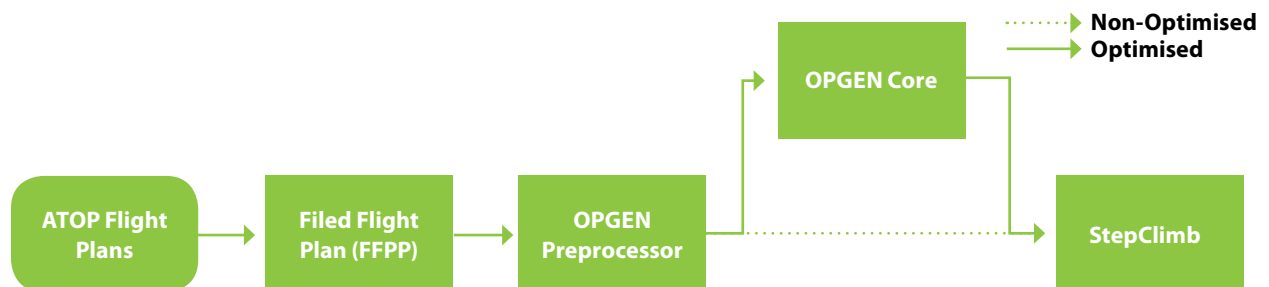 Non-Optimised
Optimised
OPGEN Core
ATOP Flight
Plans
Filed Flight
Plan (FFPP)
OPGEN
Preprocessor
StepClimb